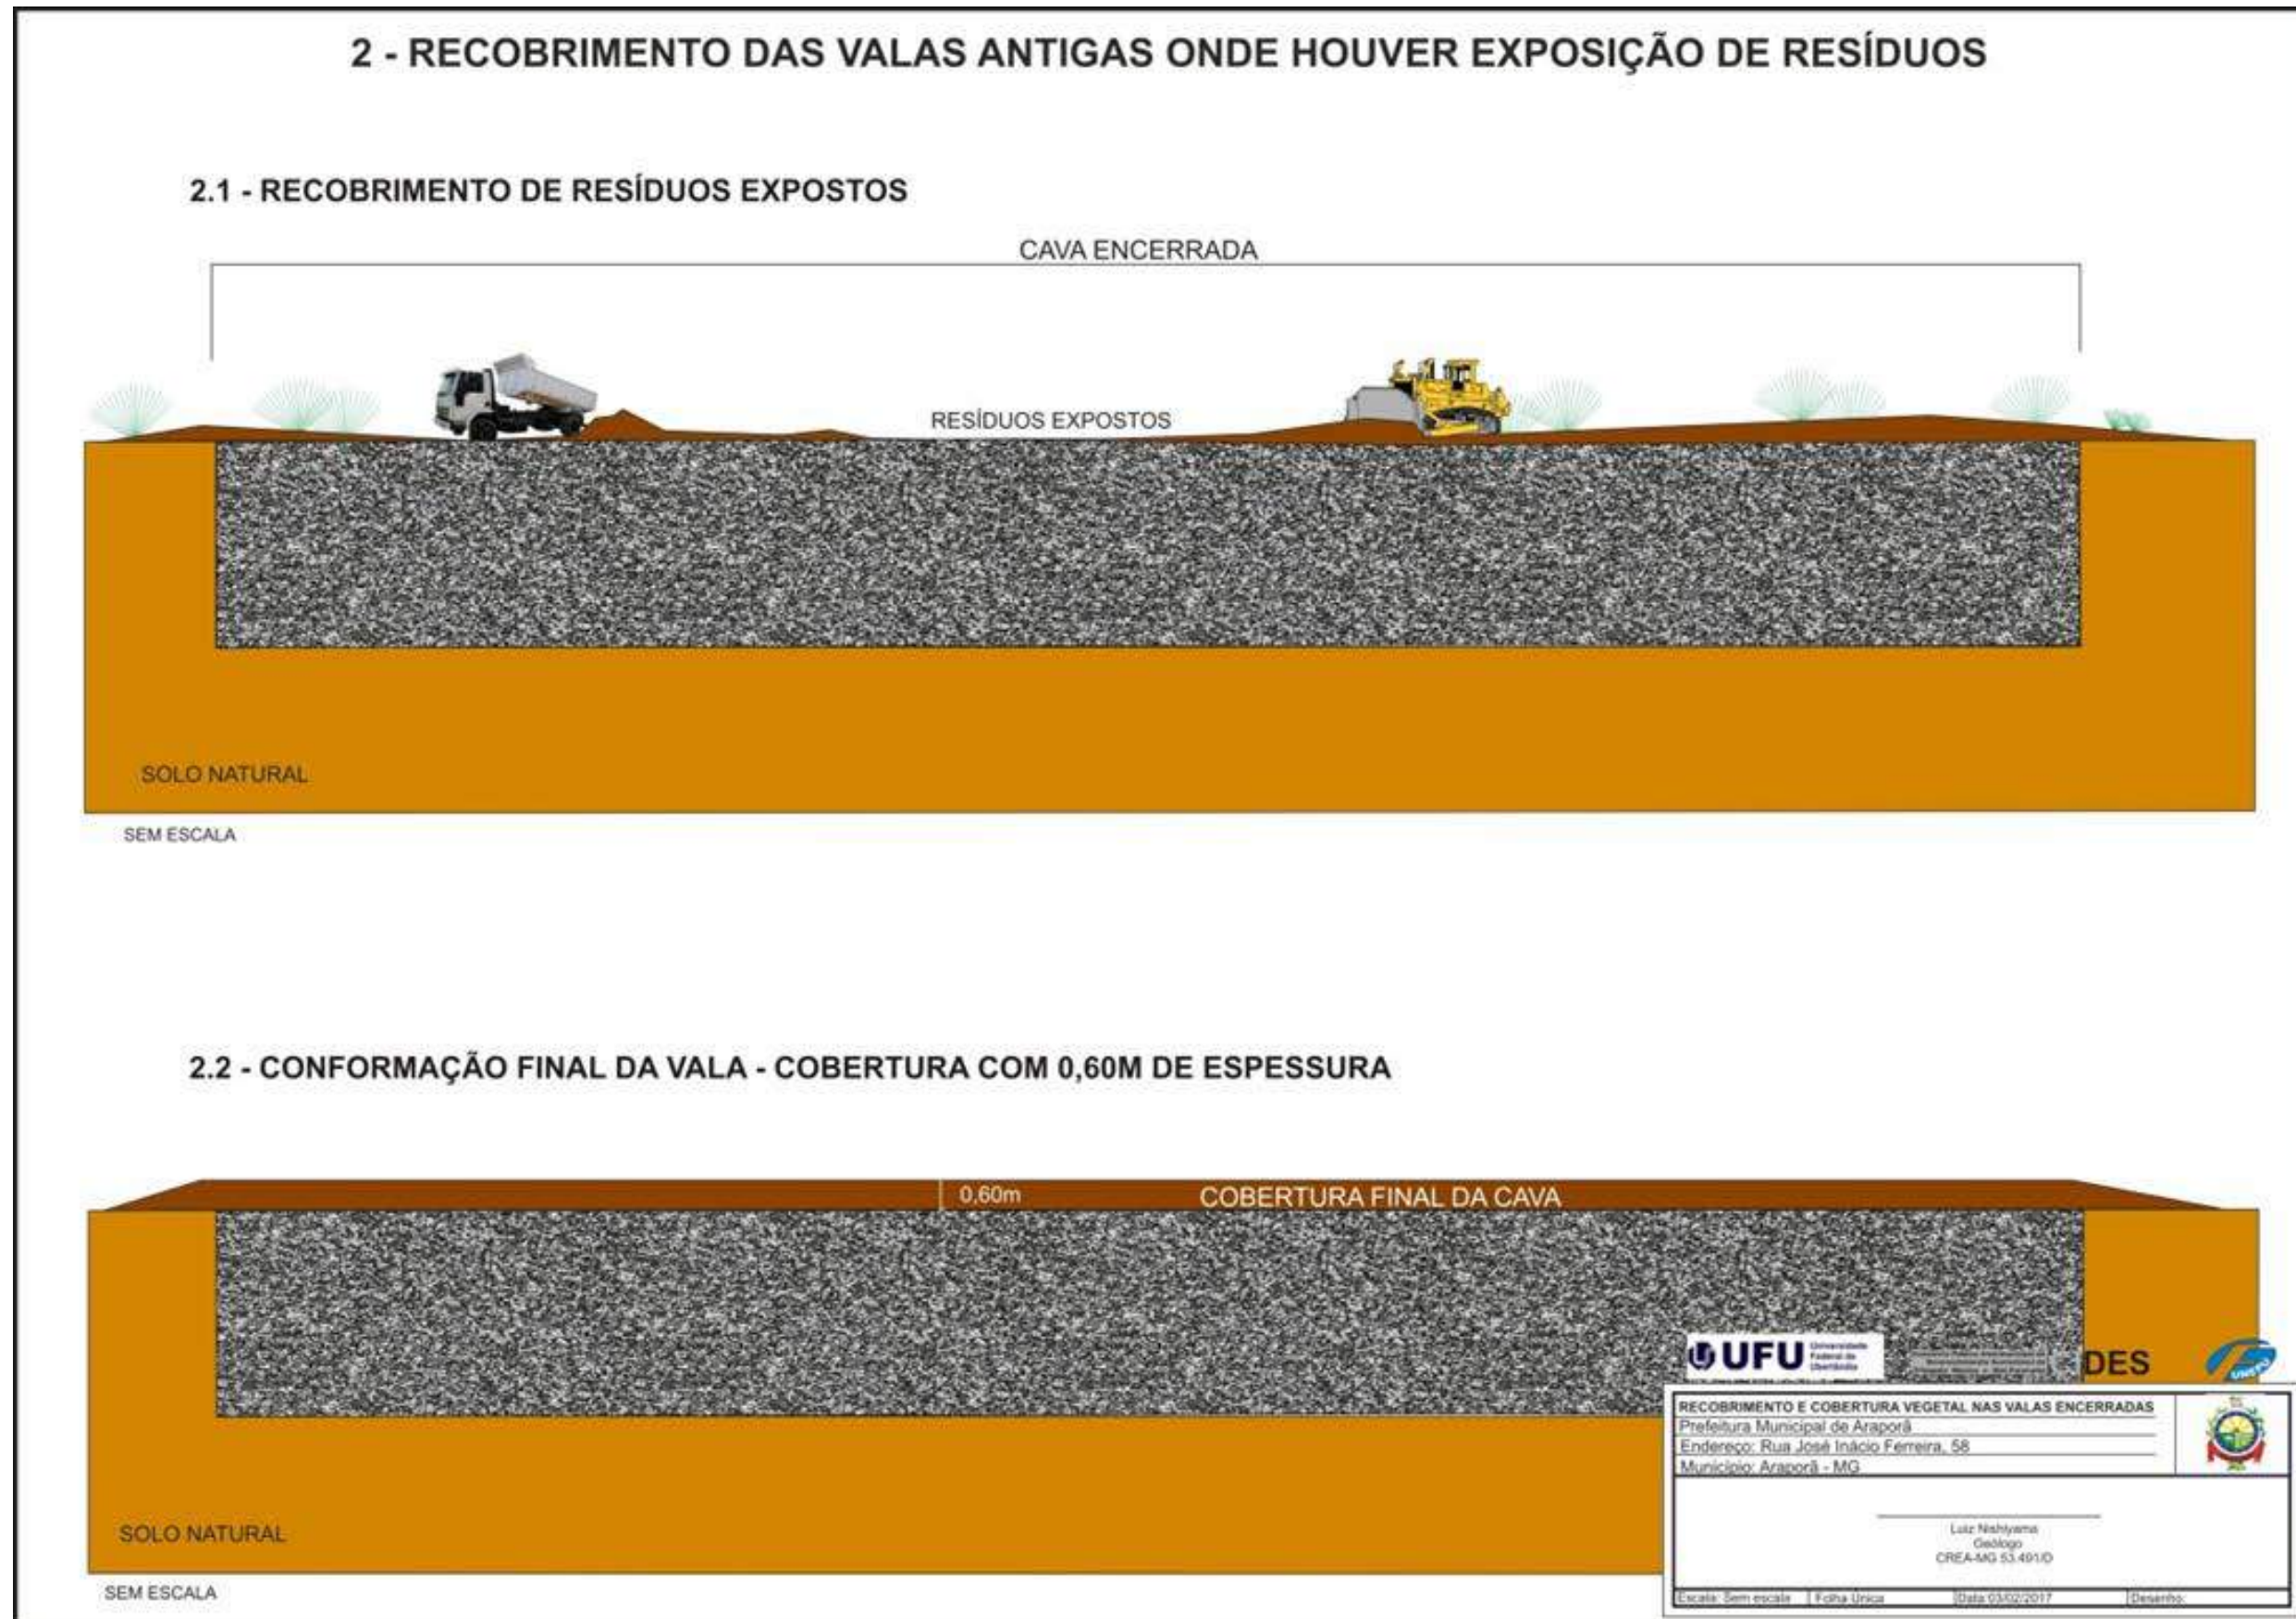 2 - RECOBRIMENTO DAS VALAS ANTIGAS ONDE HOUVER EXPOSIÇÃO DE RESÍDUOS
2.1 - RECOBRIMENTO DE RESÍDUOS EXPOSTOS
CAVA ENCERRADA
RESÍDUOS EXPOSTOS
SOLO NATURAL
SEM ESCALA
2.2 - CONFORMAÇÃO FINAL DA VALA - COBERTURA COM 0,60M DE ESPESSURA
0,60m
COBERTURA FINAL DA CAVA
UFU
Universidade
Federal de
Uberlândia
DES
RECOBRIMENTO E COBERTURA VEGETAL NAS VALAS ENCERRADAS
Prefeitura Municipal de Araporã
Endereço: Rua José Inácio Ferreira, 58
Município: Araporã - MG
Luiz Nishiyama
Geólogo
CREA-MG 53.491/D
Escala: Sem escala
Folha Única
Data: 03/02/2017
Desenho:
SOLO NATURAL
SEM ESCALA